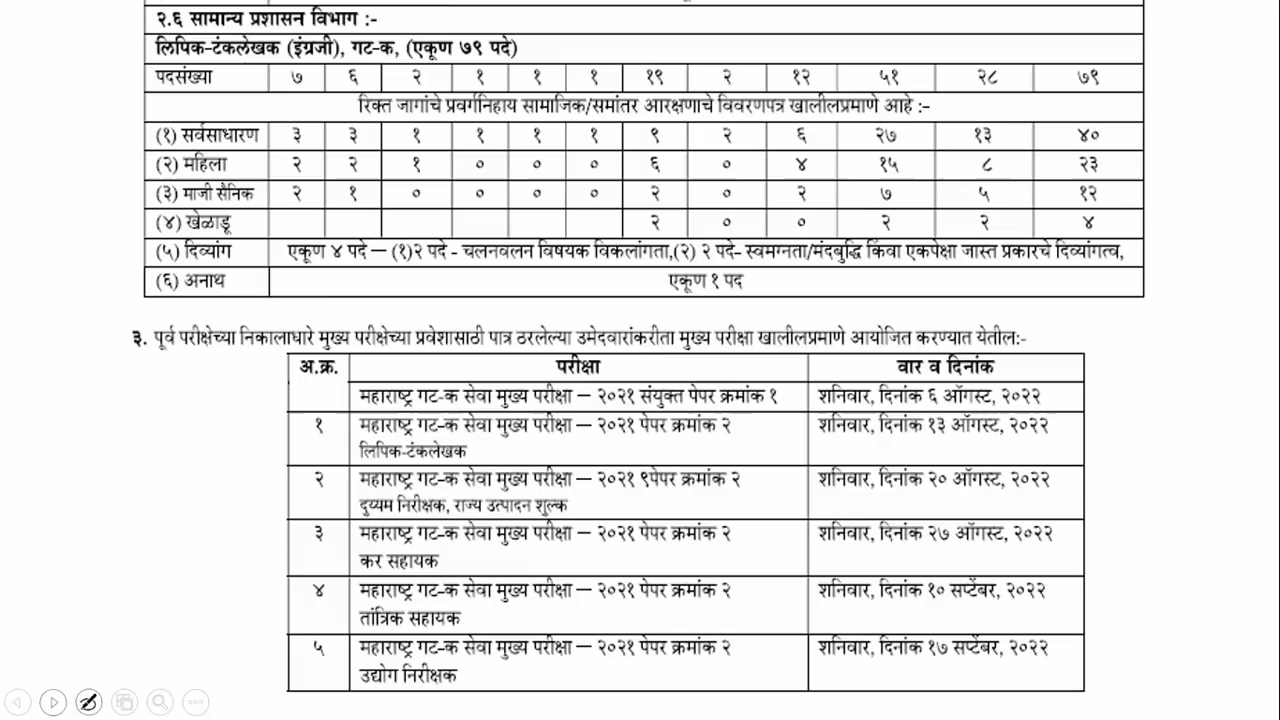 २.६ सामान्य प्रशासन विभाग :-
लिपिक-टंकलेखक (इंग्रजी), गट-क, (एकूण ७९ पदे)
पदसंख्या ७ ६ २ १ १ १ १९ २ १२ ५१ २८ ७९
रिक्त जागांचे प्रवर्गनिहाय सामाजिक/समांतर आरक्षणाचे विवरणपत्र खालीलप्रमाणे आहे :-
(१) सर्वसाधारण ३ ३ १ १ १ १ ९ २ ६ २७ १३ ४०
(२) महिला २ २ १ ० ० ० ६ ० ४ १५ ८ २३
(३) माजी सैनिक २ १ ० ० ० ० २ ० २ ७ ५ १२
(४) खेळाडू २ ० ० २ २ ४
(५) दिव्यांग एकूण ४ पदे — (१)२ पदे - चलनवलन विषयक विकलांगता,(२) २ पदे- स्वमग्नता/मंदबुद्धि किंवा एकपेक्षा जास्त प्रकारचे दिव्यांगत्व,
(६) अनाथ एकूण १ पद
३. पूर्व परीक्षेच्या निकालाधारे मुख्य परीक्षेच्या प्रवेशासाठी पात्र ठरलेल्या उमेदवारांकरीता मुख्य परीक्षा खालीलप्रमाणे आयोजित करण्यात येतील:-
अ.क्र. परीक्षा वार व दिनांक
महाराष्ट्र गट-क सेवा मुख्य परीक्षा — २०२१ संयुक्त पेपर क्रमांक १ शनिवार, दिनांक ६ ऑगस्ट, २०२२
१ महाराष्ट्र गट-क सेवा मुख्य परीक्षा — २०२१ पेपर क्रमांक २ शनिवार, दिनांक १३ ऑगस्ट, २०२२
लिपिक-टंकलेखक
२ महाराष्ट्र गट-क सेवा मुख्य परीक्षा — २०२१ ९पेपर क्रमांक २ शनिवार, दिनांक २० ऑगस्ट, २०२२
दुय्यम निरीक्षक, राज्य उत्पादन शुल्क
३ महाराष्ट्र गट-क सेवा मुख्य परीक्षा — २०२१ पेपर क्रमांक २ शनिवार, दिनांक २७ ऑगस्ट, २०२२
कर सहायक
४ महाराष्ट्र गट-क सेवा मुख्य परीक्षा — २०२१ पेपर क्रमांक २ शनिवार, दिनांक १० सप्टेंबर, २०२२
तांत्रिक सहायक
५ महाराष्ट्र गट-क सेवा मुख्य परीक्षा — २०२१ पेपर क्रमांक २ शनिवार, दिनांक १७ सप्टेंबर, २०२२
उद्योग निरीक्षक